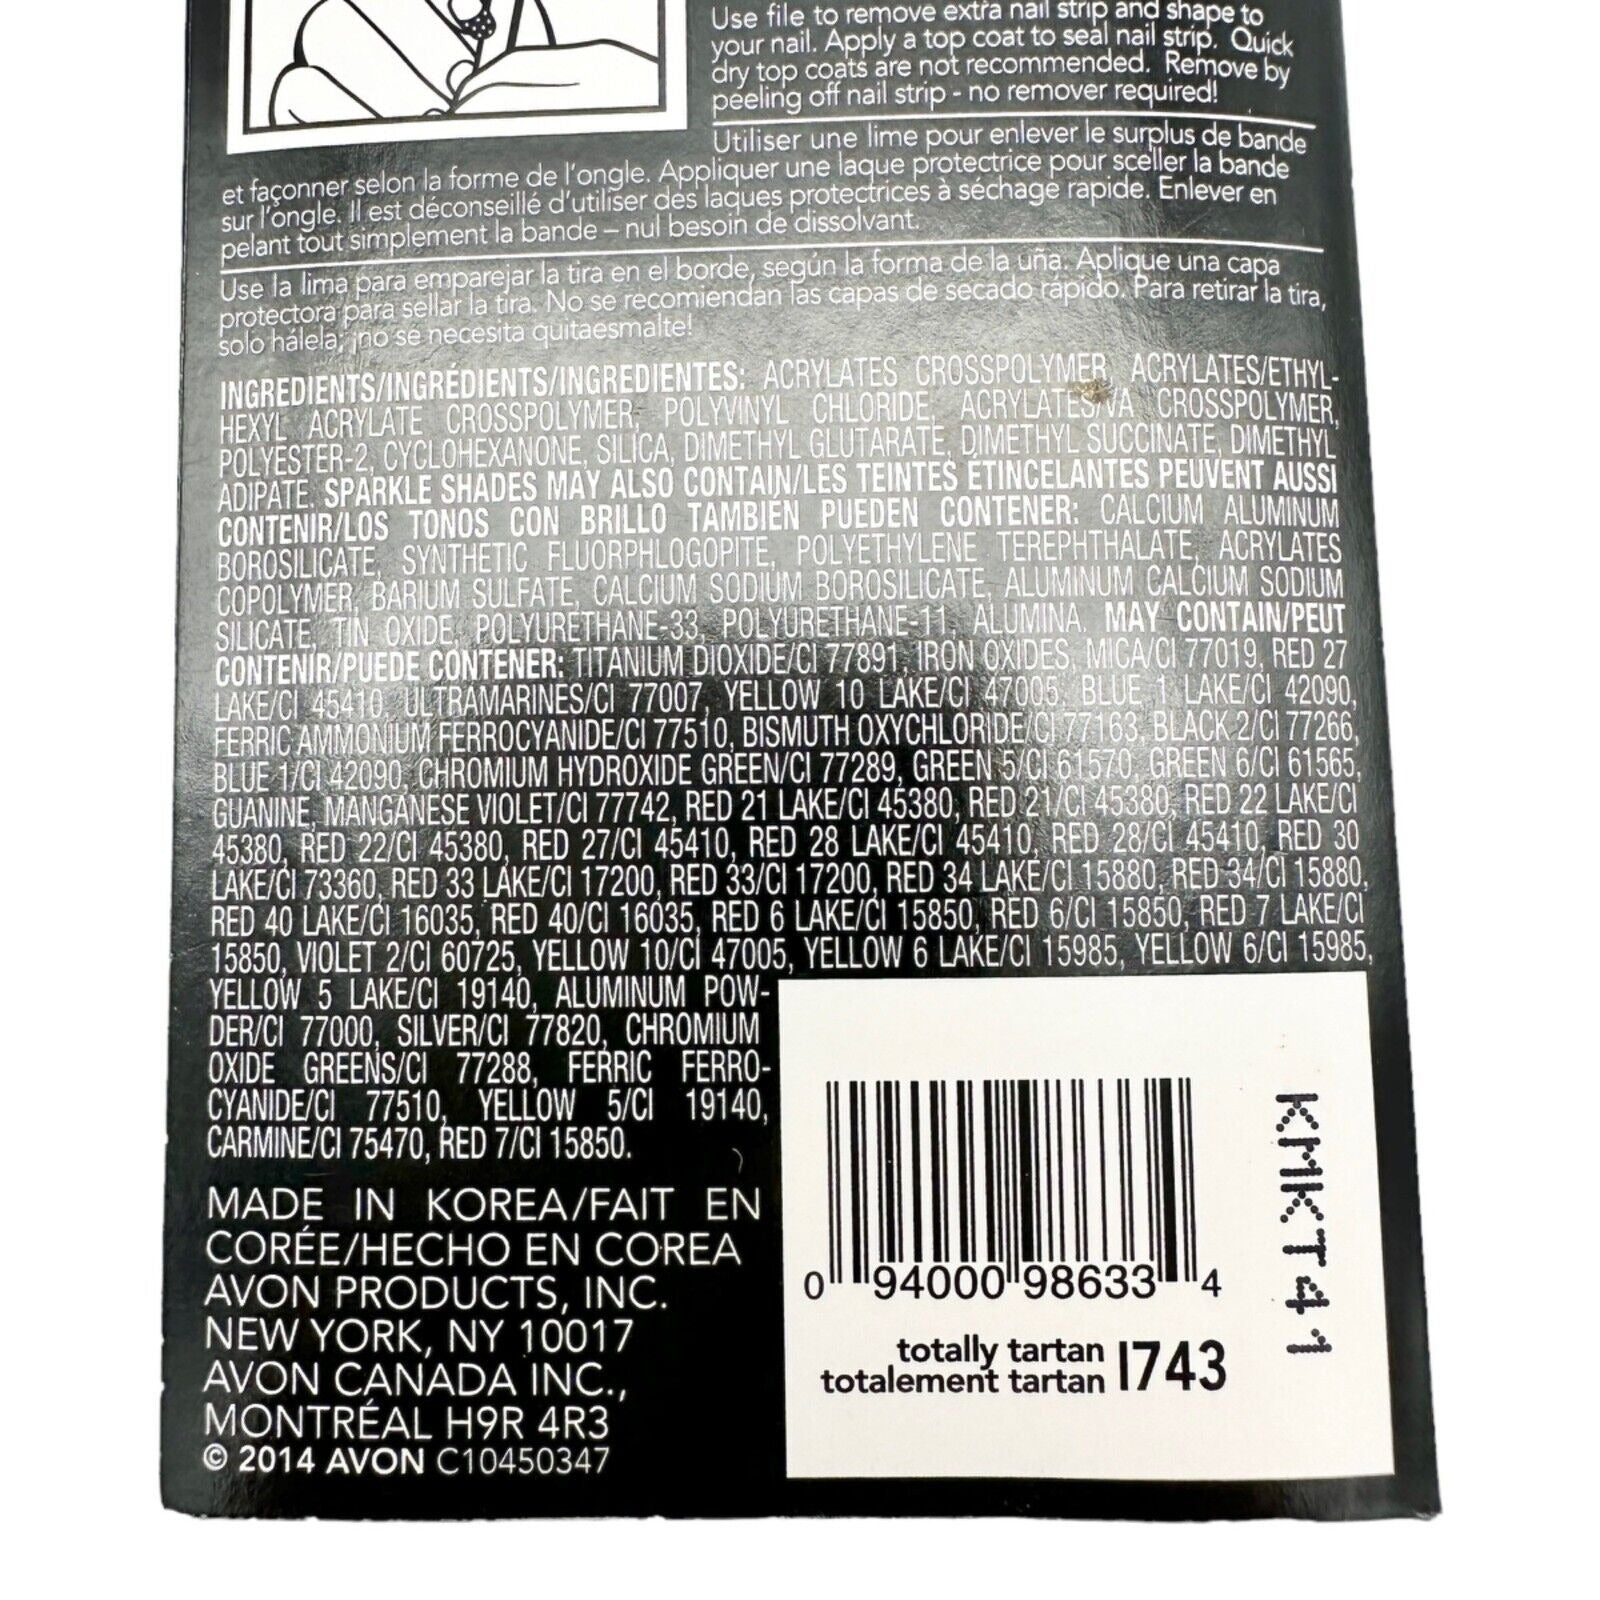 Use file to remove extra nail strip and shape to
your nail. Apply a top coat to seal nail strip. Quick
dry top coats are not recommended. Remove by
peeling off nail strip - no remover required!
Utiliser une lime pour enlever le surplus de bande
et façonner selon la forme de l'ongle. Appliquer une laque protectrice pour sceller la bande
sur l'ongle. Il est déconseillé d'utiliser des laques protectrices à séchage rapide. Enlever en
pelant tout simplement la bande – nul besoin de dissolvant.
Use la lima para emparejar la tira en el borde, según la forma de la uña. Aplique una capa
protectora para sellar la tira. No se recomiendan las capas de secado rápido. Para retirar la tira,
solo hálela; ¡no se necesita quitaesmalte!
INGREDIENTS/INGRÉDIENTS/INGREDIENTES: ACRYLATES CROSSPOLYMER, ACRYLATES/ETHYL-
HEXYL ACRYLATE CROSSPOLYMER, POLYVINYL CHLORIDE, ACRYLATES/VA CROSSPOLYMER,
POLYESTER-2, CYCLOHEXANONE, SILICA, DIMETHYL GLUTARATE, DIMETHYL SUCCINATE, DIMETHYL
ADIPATE. SPARKLE SHADES MAY ALSO CONTAIN/LES TEINTES ÉTINCELANTES PEUVENT AUSSI
CONTENIR/LOS TONOS CON BRILLO TAMBIÉN PUEDEN CONTENER: CALCIUM ALUMINUM
BOROSILICATE, SYNTHETIC FLUORPHLOGOPITE, POLYETHYLENE TEREPHTHALATE, ACRYLATES
COPOLYMER, BARIUM SULFATE, CALCIUM SODIUM BOROSILICATE, ALUMINUM CALCIUM SODIUM
SILICATE, TIN OXIDE, POLYURETHANE-33, POLYURETHANE-11, ALUMINA. MAY CONTAIN/PEUT
CONTENIR/PUEDE CONTENER: TITANIUM DIOXIDE/CI 77891, IRON OXIDES, MICA/CI 77019, RED 27
LAKE/CI 45410, ULTRAMARINES/CI 77007, YELLOW 10 LAKE/CI 47005, BLUE 1 LAKE/CI 42090,
FERRIC AMMONIUM FERROCYANIDE/CI 77510, BISMUTH OXYCHLORIDE/CI 77163, BLACK 2/CI 77266,
BLUE 1/CI 42090, CHROMIUM HYDROXIDE GREEN/CI 77289, GREEN 5/CI 61570, GREEN 6/CI 61565,
GUANINE, MANGANESE VIOLET/CI 77742, RED 21 LAKE/CI 45380, RED 21/CI 45380, RED 22 LAKE/CI
45380, RED 22/CI 45380, RED 27/CI 45410, RED 28 LAKE/CI 45410, RED 28/CI 45410, RED 30
LAKE/CI 73360, RED 33 LAKE/CI 17200, RED 33/CI 17200, RED 34 LAKE/CI 15880, RED 34/CI 15880,
RED 40 LAKE/CI 16035, RED 40/CI 16035, RED 6 LAKE/CI 15850, RED 6/CI 15850, RED 7 LAKE/CI
15850, VIOLET 2/CI 60725, YELLOW 10/CI 47005, YELLOW 6 LAKE/CI 15985, YELLOW 6/CI 15985,
YELLOW 5 LAKE/CI 19140, ALUMINUM POW-
DER/CI 77000, SILVER/CI 77820, CHROMIUM
OXIDE GREENS/CI 77288, FERRIC FERRO-
CYANIDE/CI 77510, YELLOW 5/CI 19140,
CARMINE/CI 75470, RED 7/CI 15850.
MADE IN KOREA/FAIT EN
CORÉE/HECHO EN COREA
AVON PRODUCTS, INC.
NEW YORK, NY 10017
AVON CANADA INC.,
MONTRÉAL H9R 4R3
© 2014 AVON C10450347
0 94000 98633 4
totally tartan
totalement tartan I743
KMKT41